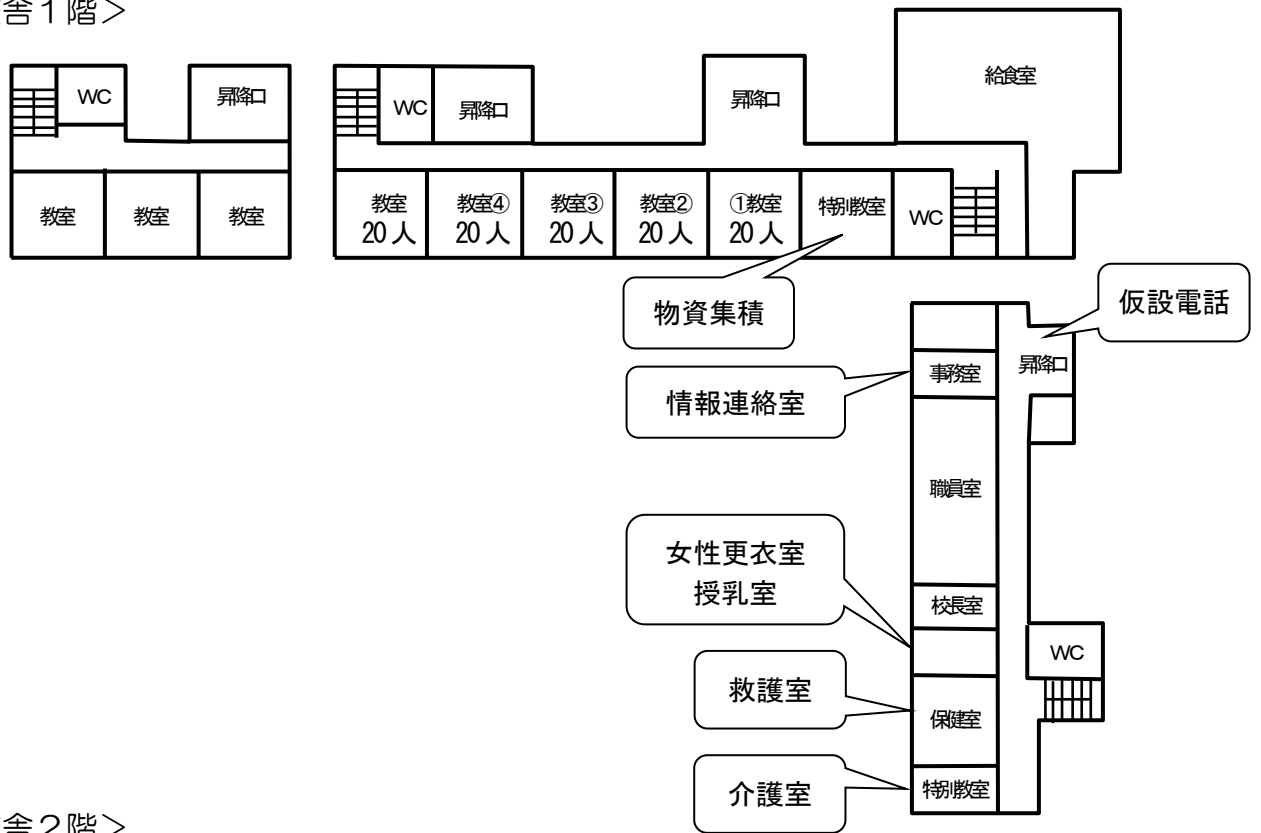 舎１階＞
WC
昇降口
WC
昇降口
昇降口
給食室
教室
教室
教室
教室
20人
教室④
20人
教室③
20人
教室②
20人
①教室
20人
特別教室
WC
物資集積
仮設電話
事務室
昇降口
情報連絡室
職員室
女性更衣室
授乳室
校長室
WC
救護室
保健室
介護室
特別教室
舎２階＞